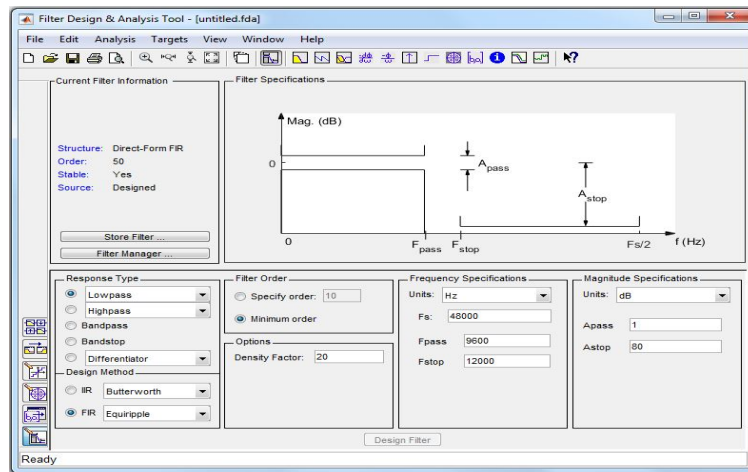 Filter Design & Analysis Tool - [untitled.fda]
File Edit Analysis Targets View Window Help
Current Filter Information
Structure: Direct-Form FIR
Order: 50
Stable: Yes
Source: Designed
Store Filter ...
Filter Manager ...
Filter Specifications
Mag. (dB)
0
Apass
Astop
0
Fpass
Fstop
Fs/2
f (Hz)
Response Type
Lowpass
Highpass
Bandpass
Bandstop
Differentiator
Design Method
IIR Butterworth
FIR Equiripple
Filter Order
Specify order: 10
Minimum order
Options
Density Factor: 20
Frequency Specifications
Units: Hz
Fs: 48000
Fpass 9600
Fstop 12000
Magnitude Specifications
Units: dB
Apass 1
Astop 80
Design Filter
Ready